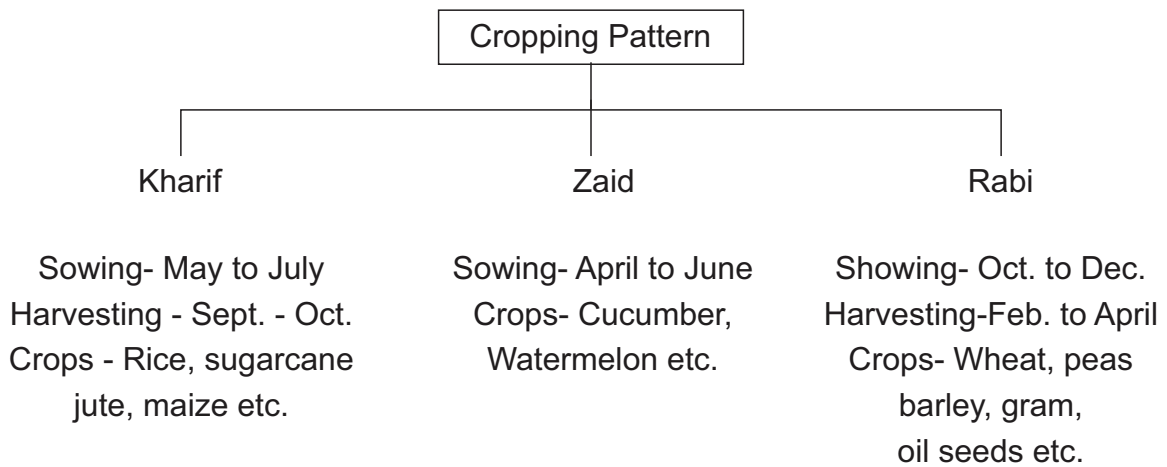 Cropping Pattern
Kharif
Sowing- May to July
Harvesting - Sept. - Oct.
Crops - Rice, sugarcane
jute, maize etc.
Zaid
Sowing- April to June
Crops- Cucumber,
Watermelon etc.
Rabi
Showing- Oct. to Dec.
Harvesting-Feb. to April
Crops- Wheat, peas
barley, gram,
oil seeds etc.